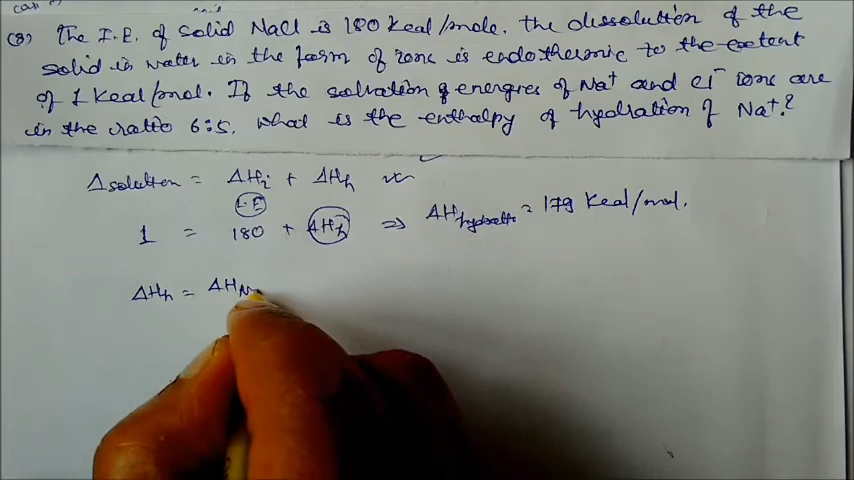 (8) The I.E. of solid NaCl is 180 Kcal/mole. the dissolution of the
solid in water in the form of ions is endothermic to the extent
of 1 Kcal/mol. If the solvation energies of Na⁺ and Cl⁻ ions are
in the ratio 6:5, what is the enthalpy of hydration of Na⁺?
Δsolution = ΔHi + ΔHh
I.E
1 = 180 + ΔHh ⇒ ΔH = 179 Kcal/mol.
ΔHh = ΔHN